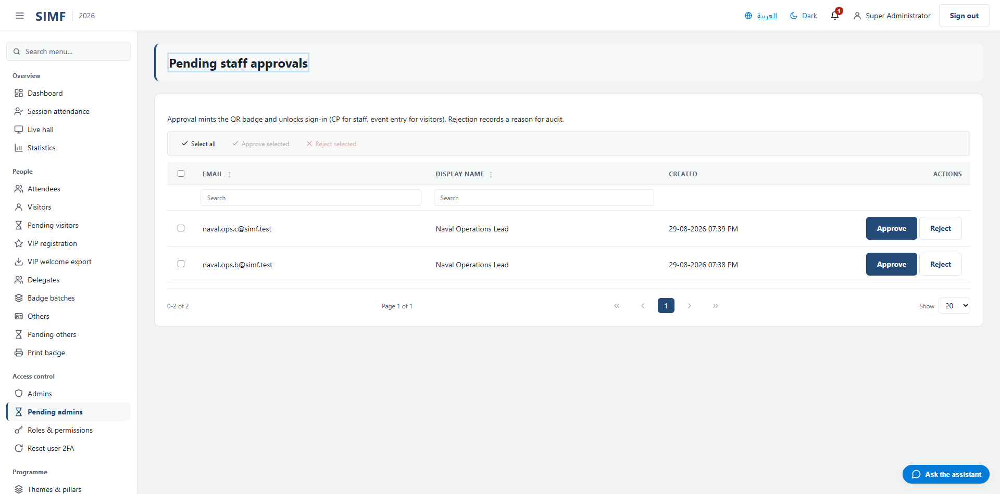 SIMF 2026
العربية Dark 1 Super Administrator Sign out
Search menu...
Overview
Dashboard
Session attendance
Live hall
Statistics
People
Attendees
Visitors
Pending visitors
VIP registration
VIP welcome export
Delegates
Badge batches
Others
Pending others
Print badge
Access control
Admins
Pending admins
Roles & permissions
Reset user 2FA
Programme
Themes & pillars
Pending staff approvals
Approval mints the QR badge and unlocks sign-in (CP for staff, event entry for visitors). Rejection records a reason for audit.
Select all Approve selected Reject selected
EMAIL DISPLAY NAME CREATED ACTIONS
Search Search
naval.ops.c@simf.test Naval Operations Lead 29-08-2026 07:39 PM Approve Reject
naval.ops.b@simf.test Naval Operations Lead 29-08-2026 07:38 PM Approve Reject
0-2 of 2 Page 1 of 1 « ‹ 1 › » Show 20
Ask the assistant